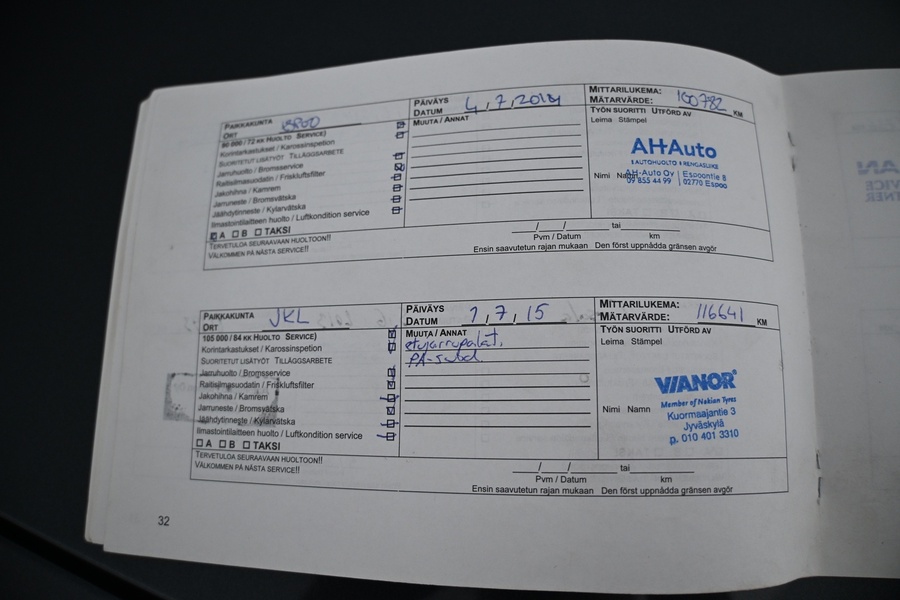 PAIKKAKUNTA
ORT ESPOO
PÄIVÄYS
DATUM 4,7,2014
MITTARILUKEMA:
MÄTARVÄRDE: 100782 KM
90 000 / 72 KK HUOLTO SERVICE)
Korintarkastukset / Karossinspetion
SUORITETUT LISÄTYÖT TILLÄGGSARBETE
Jarruhuolto / Bromsservice
Raitisilmasuodatin / Friskluftsfilter
Jakohihna / Kamrem
Jarruneste / Bromsvätska
Jäähdytinneste / Kylarvätska
Ilmastointilaitteen huolto / Luftkondition service
A B TAKSI
TERVETULOA SEURAAVAAN HUOLTOON!!
VÄLKOMMEN PÅ NÄSTA SERVICE!!
MUUTA / ANNAT
TYÖN SUORITTI UTFÖRD AV
Leima Stämpel
AHAuto
AUTOHUOLTO RENGASLIIKE
Nimi Namn
AH-Auto Oy Espoontie 8
09 855 44 99 02770 Espoo
/ / tai
Pvm / Datum km
Ensin saavutetun rajan mukaan Den först uppnådda gränsen avgör
PAIKKAKUNTA
ORT JKL
PÄIVÄYS
DATUM 1,7,15
MITTARILUKEMA:
MÄTARVÄRDE: 116641 KM
105 000 / 84 KK HUOLTO SERVICE)
Korintarkastukset / Karossinspetion
SUORITETUT LISÄTYÖT TILLÄGGSARBETE
Jarruhuolto / Bromsservice
Raitisilmasuodatin / Friskluftsfilter
Jakohihna / Kamrem
Jarruneste / Bromsvätska
Jäähdytinneste / Kylarvätska
Ilmastointilaitteen huolto / Luftkondition service
A B TAKSI
TERVETULOA SEURAAVAAN HUOLTOON!!
VÄLKOMMEN PÅ NÄSTA SERVICE!!
MUUTA / ANNAT
etujarrupalat,
PA-suod.
TYÖN SUORITTI UTFÖRD AV
Leima Stämpel
VIANOR
Member of Nokian Tyres
Nimi Namn
Kuormaajantie 3
Jyväskylä
p. 010 401 3310
/ / tai
Pvm / Datum km
Ensin saavutetun rajan mukaan Den först uppnådda gränsen avgör
32